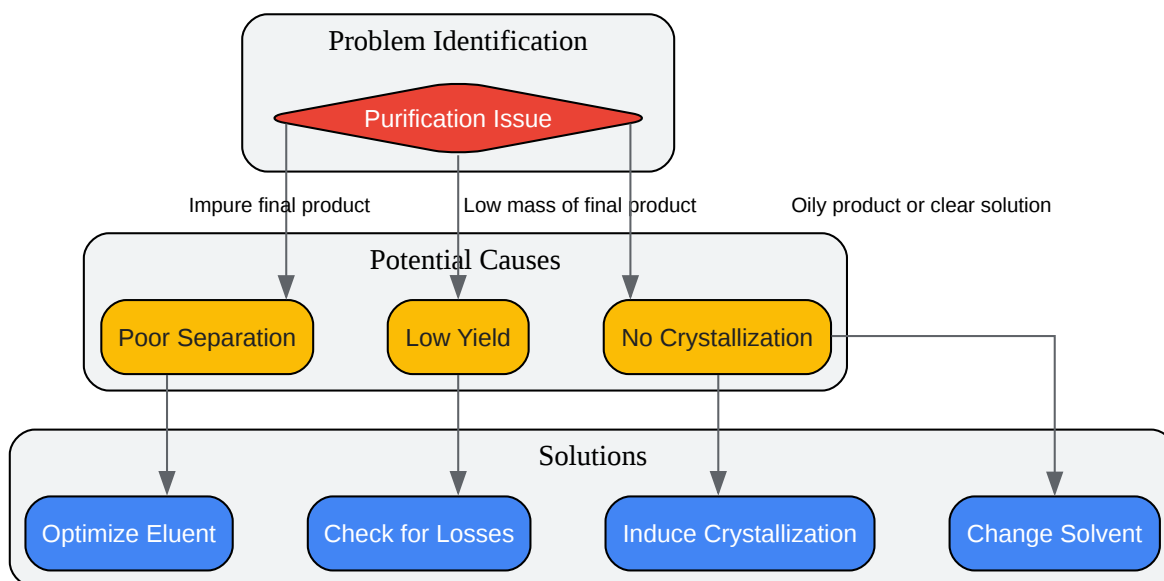 Problem Identification
Purification Issue
Impure final product
Low mass of final product
Oily product or clear solution
Potential Causes
Poor Separation
Low Yield
No Crystallization
Solutions
Optimize Eluent
Check for Losses
Induce Crystallization
Change Solvent